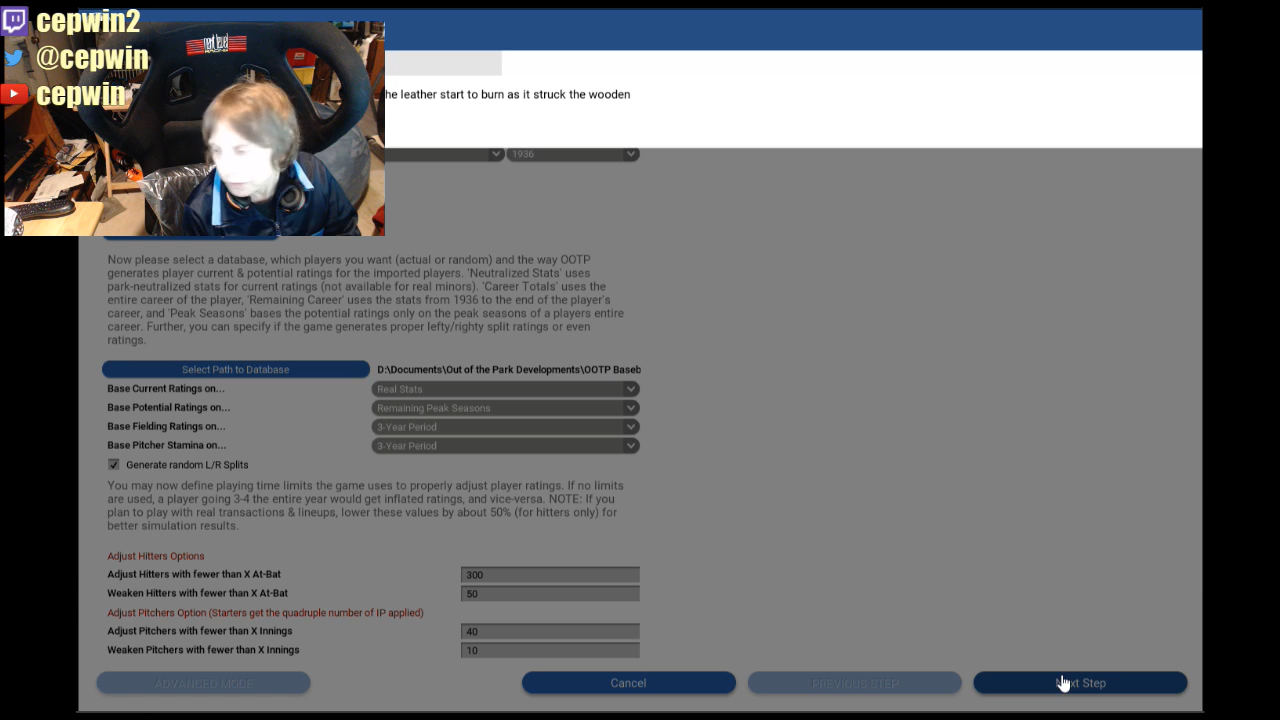 cepwin2
@cepwin
cepwin
next level
he leather start to burn as it struck the wooden
1936
Now please select a database, which players you want (actual or random) and the way OOTP
generates player current & potential ratings for the imported players. 'Neutralized Stats' uses
park-neutralized stats for current ratings (not available for real minors). 'Career Totals' uses the
entire career of the player, 'Remaining Career' uses the stats from 1936 to the end of the player's
career, and 'Peak Seasons' bases the potential ratings only on the peak seasons of a players entire
career. Further, you can specify if the game generates proper lefty/righty split ratings or even
ratings.
Select Path to Database D:\Documents\Out of the Park Developments\OOTP Baseb
Base Current Ratings on... Real Stats
Base Potential Ratings on... Remaining Peak Seasons
Base Fielding Ratings on... 3-Year Period
Base Pitcher Stamina on... 3-Year Period
Generate random L/R Splits
You may now define playing time limits the game uses to properly adjust player ratings. If no limits
are used, a player going 3-4 the entire year would get inflated ratings, and vice-versa. NOTE: If you
plan to play with real transactions & lineups, lower these values by about 50% (for hitters only) for
better simulation results.
Adjust Hitters Options
Adjust Hitters with fewer than X At-Bat 300
Weaken Hitters with fewer than X At-Bat 50
Adjust Pitchers Option (Starters get the quadruple number of IP applied)
Adjust Pitchers with fewer than X Innings 40
Weaken Pitchers with fewer than X Innings 10
ADVANCED MODE Cancel PREVIOUS STEP Next Step